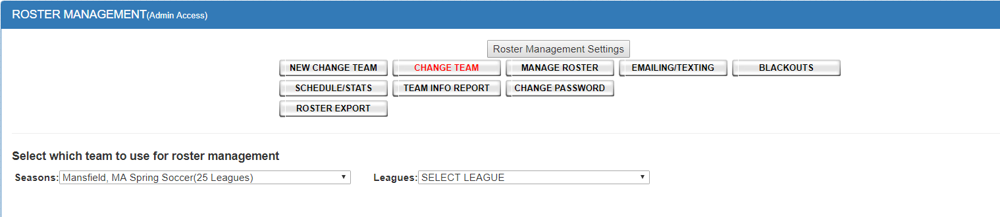 ROSTER MANAGEMENT(Admin Access)
Roster Management Settings
NEW CHANGE TEAM CHANGE TEAM MANAGE ROSTER EMAILING/TEXTING BLACKOUTS
SCHEDULE/STATS TEAM INFO REPORT CHANGE PASSWORD
ROSTER EXPORT
Select which team to use for roster management
Seasons: Mansfield, MA Spring Soccer(25 Leagues) Leagues: SELECT LEAGUE